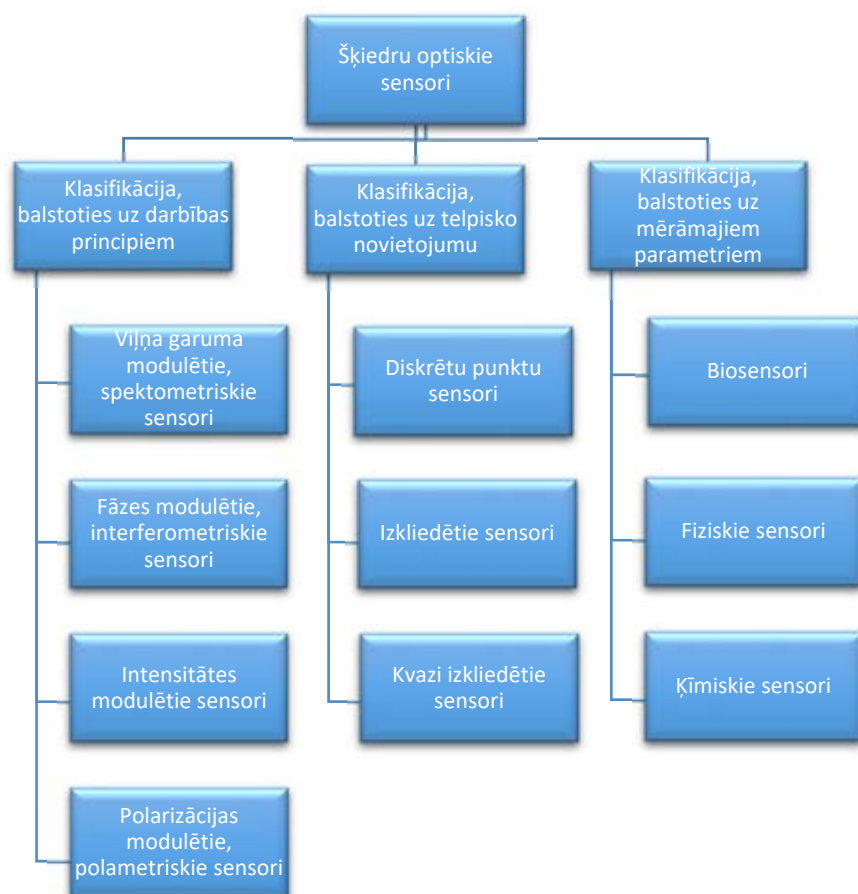 Šķiedru optiskie
sensori
Klasifikācija,
balstoties uz darbības
principiem
Viļņa garuma
modulētie,
spektometriskie
sensori
Fāzes modulētie,
interferometriskie
sensori
Intensitātes
modulētie sensori
Polarizācijas
modulētie,
polametriskie sensori
Klasifikācija,
balstoties uz telpisko
novietojumu
Diskrētu punktu
sensori
Izkliedētie sensori
Kvazi izkliedētie
sensori
Klasifikācija,
balstoties uz
mērāmajiem
parametriem
Biosensori
Fiziskie sensori
Ķīmiskie sensori